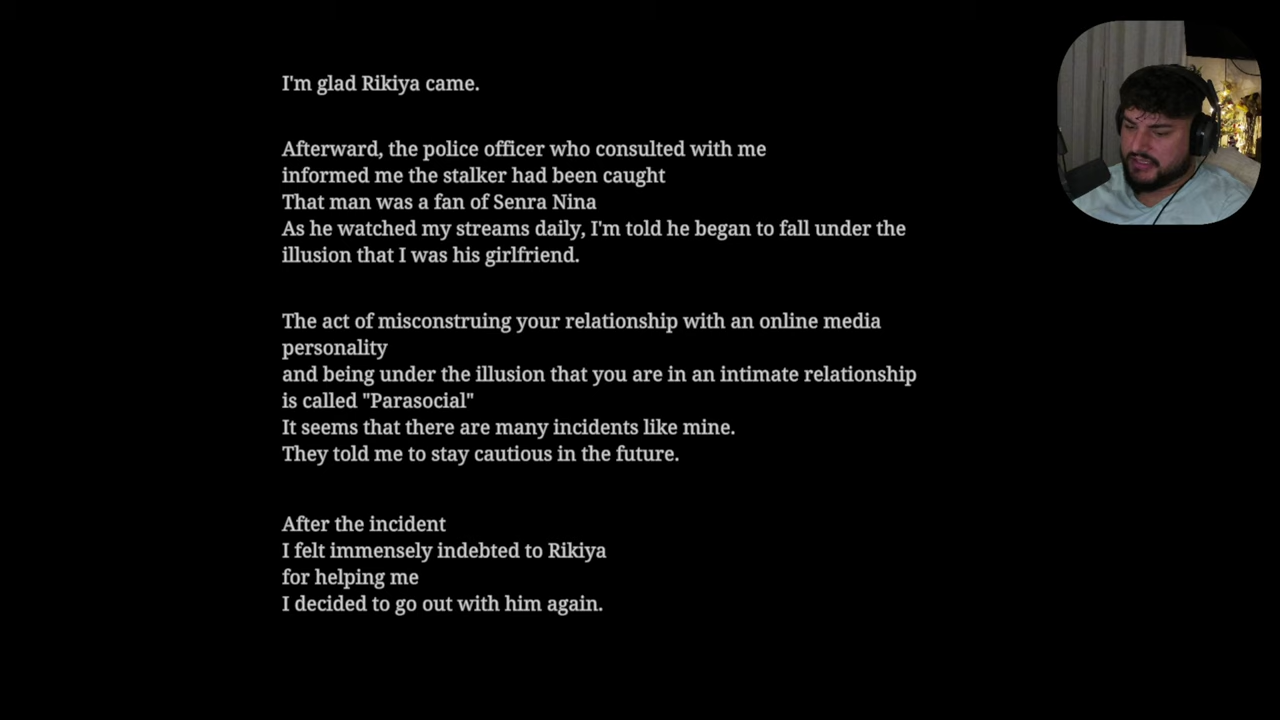 I'm glad Rikiya came.
Afterward, the police officer who consulted with me
informed me the stalker had been caught
That man was a fan of Senra Nina
As he watched my streams daily, I'm told he began to fall under the
illusion that I was his girlfriend.
The act of misconstruing your relationship with an online media
personality
and being under the illusion that you are in an intimate relationship
is called "Parasocial"
It seems that there are many incidents like mine.
They told me to stay cautious in the future.
After the incident
I felt immensely indebted to Rikiya
for helping me
I decided to go out with him again.